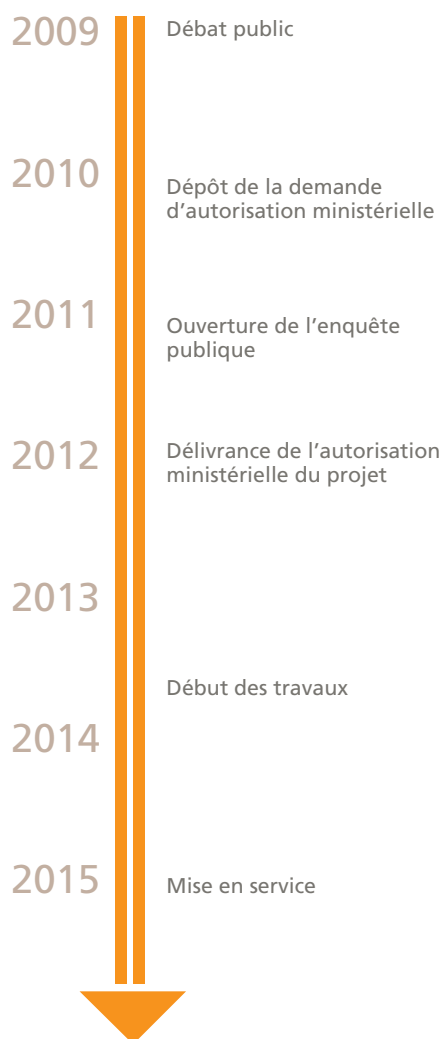 2009
Débat public
2010
Dépôt de la demande
d’autorisation ministérielle
2011
Ouverture de l’enquête
publique
2012
Délivrance de l’autorisation
ministérielle du projet
2013
Début des travaux
2014
2015
Mise en service